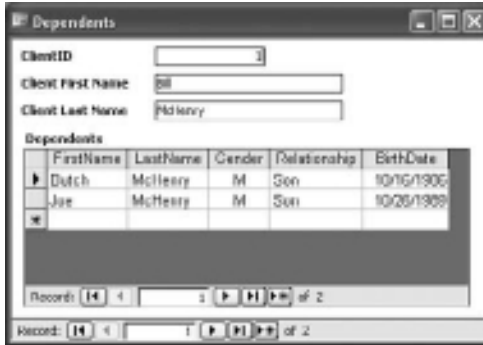 Dependents
ClientID 1
Client First Name Bill
Client Last Name McHenry
Dependents
FirstName LastName Gender Relationship BirthDate
Dutch McHenry M Son
Joe McHenry M Son
Record: 1 of 2
Record: 1 of 2